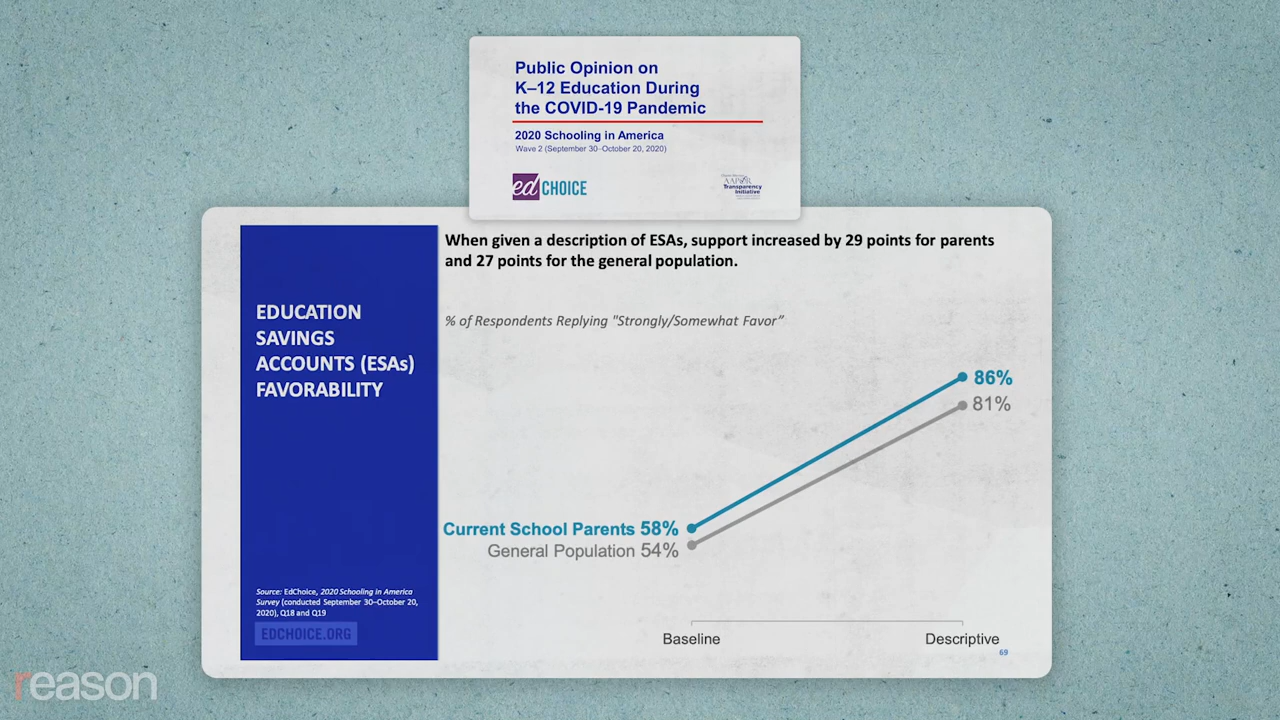 Public Opinion on
K–12 Education During
the COVID-19 Pandemic
2020 Schooling in America
Wave 2 (September 30–October 20, 2020)
edCHOICE
AAPOR
Transparency
Initiative
When given a description of ESAs, support increased by 29 points for parents
and 27 points for the general population.
EDUCATION
SAVINGS
ACCOUNTS (ESAs)
FAVORABILITY
% of Respondents Replying "Strongly/Somewhat Favor”
86%
81%
Current School Parents 58%
General Population 54%
Baseline
Descriptive
69
Source: EdChoice, 2020 Schooling in America
Survey (conducted September 30–October 20,
2020), Q18 and Q19
EDCHOICE.ORG
reason